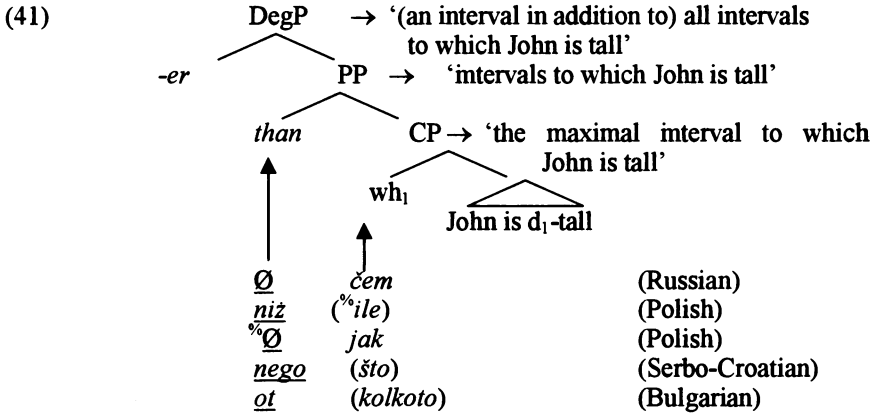 (41) DegP → ‘(an interval in addition to) all intervals
to which John is tall’
-er PP → ‘intervals to which John is tall’
than CP → ‘the maximal interval to which
John is tall’
wh₁
John is d₁-tall
Ø čem (Russian)
niż (%ile) (Polish)
%Ø jak (Polish)
nego (što) (Serbo-Croatian)
ot (kolkoto) (Bulgarian)